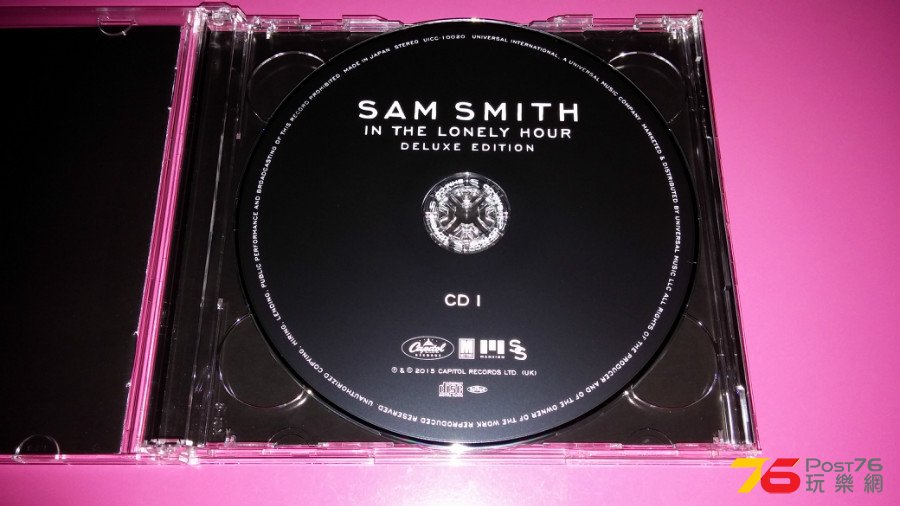 UNAUTHORIZED COPYING, HIRING, LENDING, PUBLIC PERFORMANCE AND BROADCASTING OF THIS RECORD PROHIBITED. MADE IN JAPAN STEREO UICC-10020 UNIVERSAL INTERNATIONAL, A UNIVERSAL MUSIC COMPANY MARKETED & DISTRIBUTED BY UNIVERSAL MUSIC LLC ALL RIGHTS OF THE PRODUCER AND OF THE OWNER OF THE WORK REPRODUCED RESERVED.
SAM SMITH
IN THE LONELY HOUR
DELUXE EDITION
CD 1
Capitol
RECORDS
M
MANSION
SS
℗ & © 2015 CAPITOL RECORDS LTD. (UK)
76 POST76
玩樂網